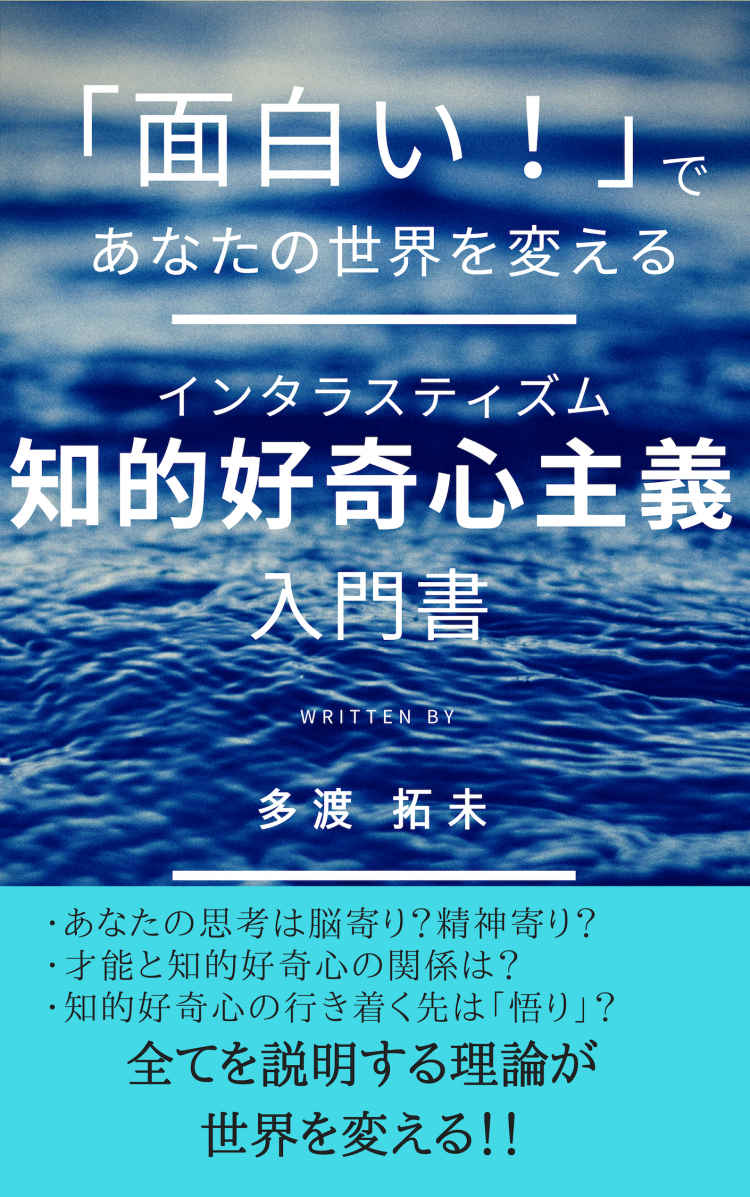 「面白い！」で
あなたの世界を変える
インタラスティズム
知的好奇心主義
入門書
WRITTEN BY
多渡 拓未
・あなたの思考は脳寄り？精神寄り？
・才能と知的好奇心の関係は？
・知的好奇心の行き着く先は「悟り」？
全てを説明する理論が
世界を変える！！